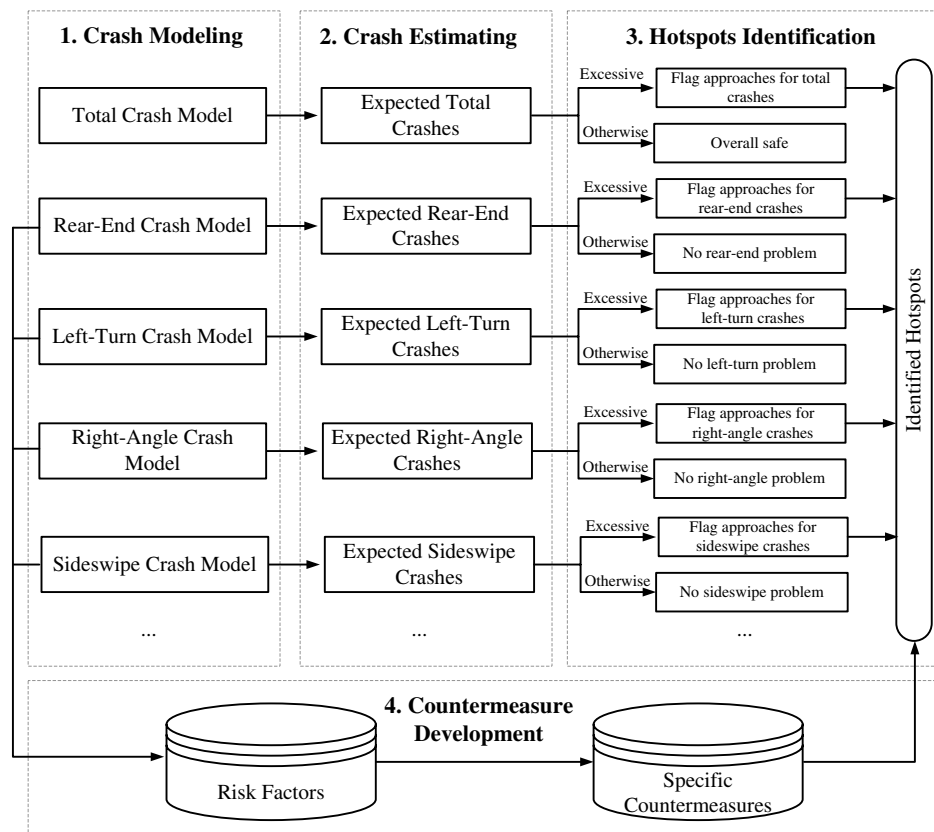 1. Crash Modeling
2. Crash Estimating
3. Hotspots Identification
Total Crash Model
Expected Total
Crashes
Excessive
Flag approaches for total
crashes
Otherwise
Overall safe
Rear-End Crash Model
Expected Rear-End
Crashes
Excessive
Flag approaches for
rear-end crashes
Otherwise
No rear-end problem
Left-Turn Crash Model
Expected Left-Turn
Crashes
Excessive
Flag approaches for
left-turn crashes
Otherwise
No left-turn problem
Right-Angle Crash
Model
Expected Right-Angle
Crashes
Excessive
Flag approaches for
right-angle crashes
Otherwise
No right-angle problem
Sideswipe Crash Model
Expected Sideswipe
Crashes
Excessive
Flag approaches for
sideswipe crashes
Otherwise
No sideswipe problem
...
...
...
Identified Hotspots
4. Countermeasure
Development
Risk Factors
Specific
Countermeasures